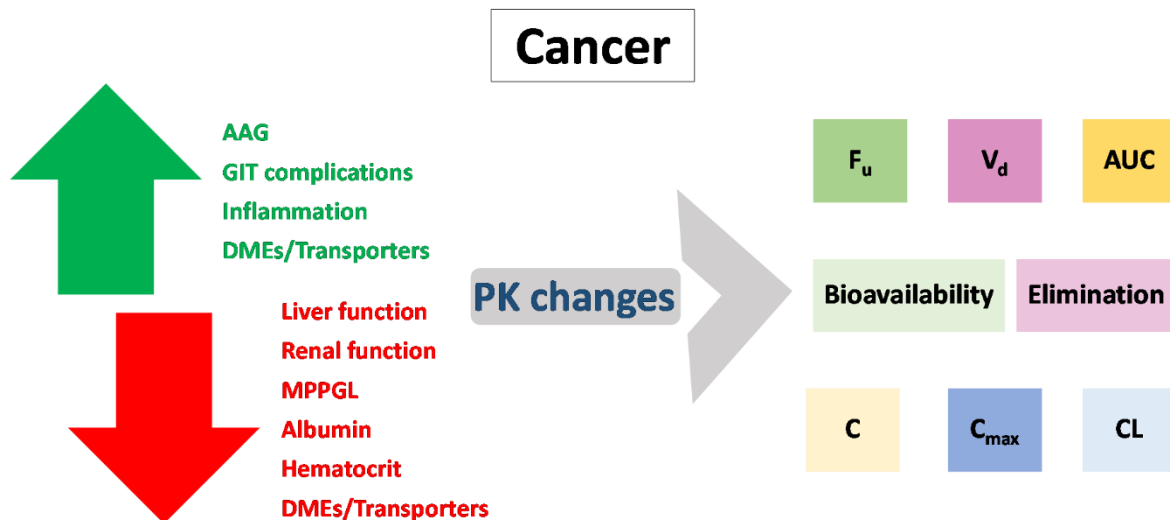 Cancer
AAG
GIT complications
Inflammation
DMEs/Transporters
Liver function
Renal function
MPPGL
Albumin
Hematocrit
DMEs/Transporters
PK changes
Fu
Vd
AUC
Bioavailability
Elimination
C
Cmax
CL